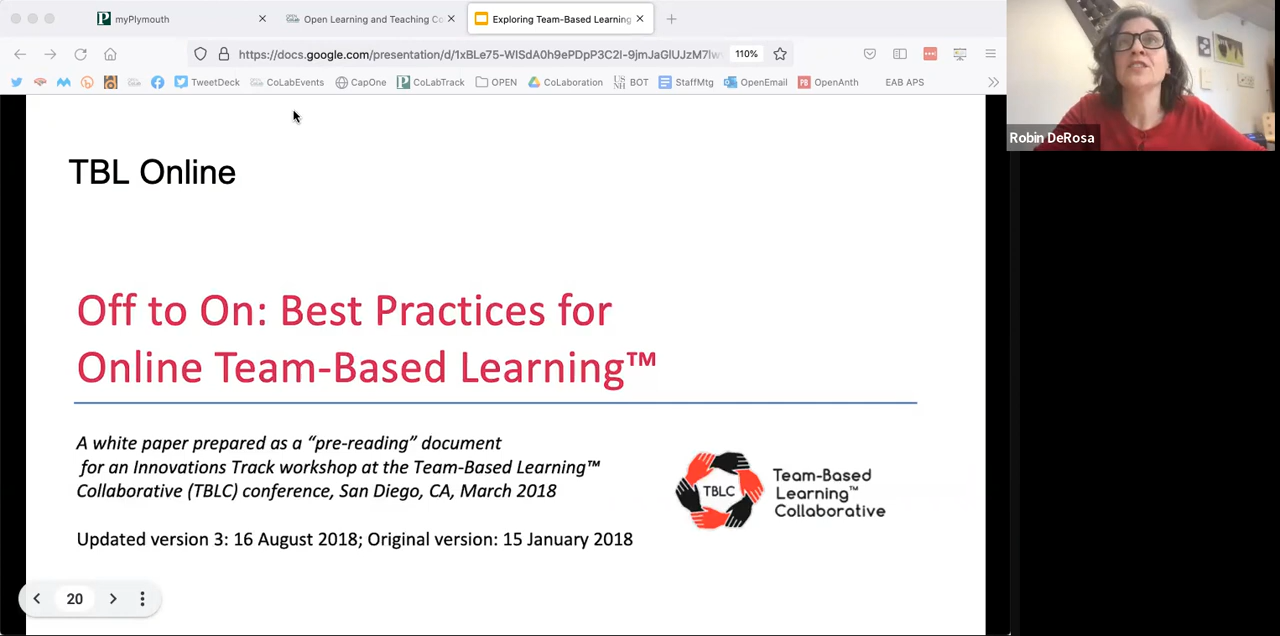 myPlymouth
Open Learning and Teaching Co
Exploring Team-Based Learning
https://docs.google.com/presentation/d/1xBLe75-WISdA0h9ePDpP3C2I-9jmJaGlUJzM7lw
110%
TweetDeck
CoLabEvents
CapOne
CoLabTrack
OPEN
CoLaboration
BOT
StaffMtg
OpenEmail
OpenAnth
EAB APS
Robin DeRosa
TBL Online
Off to On: Best Practices for
Online Team-Based Learning™
A white paper prepared as a “pre-reading” document
for an Innovations Track workshop at the Team-Based Learning™
Collaborative (TBLC) conference, San Diego, CA, March 2018
TBLC
Team-Based
Learning™
Collaborative
Updated version 3: 16 August 2018; Original version: 15 January 2018
20